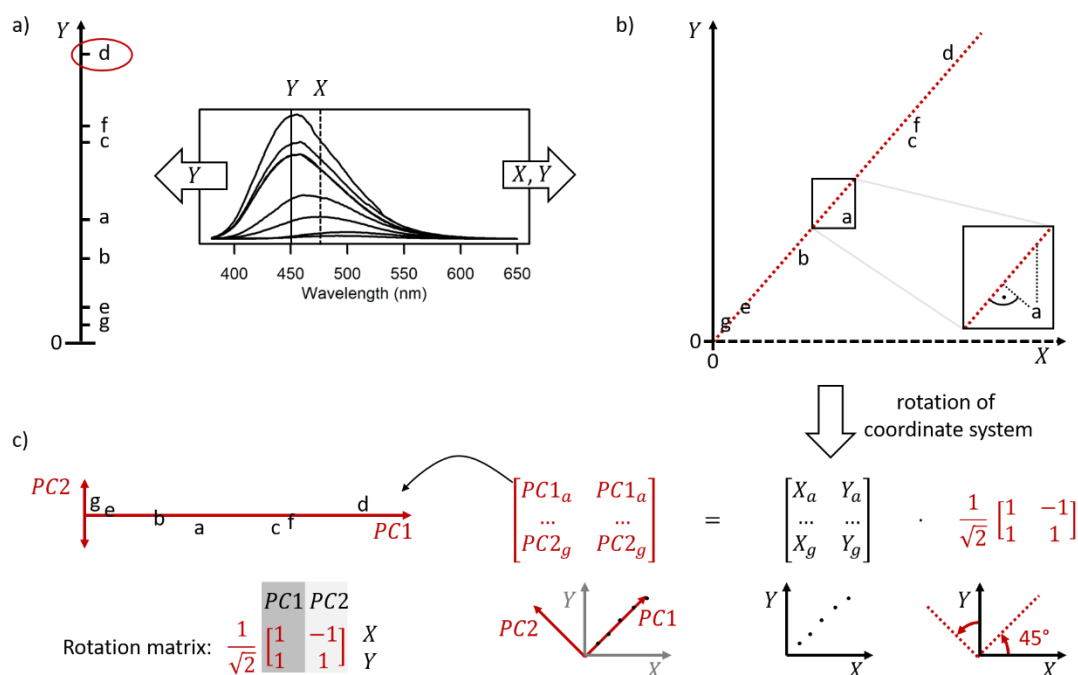 a)
Y
d
f
c
a
b
e
g
0
Y X
Y
X, Y
400 450 500 550 600 650
Wavelength (nm)
b)
Y
d
f
c
a
b
e
g
a
0
0
X
rotation of
coordinate system
c)
PC2
g
e
b
a
c
f
d
PC1
[PC1ₐ PC1ₐ]
[... ...]
[PC2g PC2g]
=
[Xₐ Yₐ]
[... ...]
[Xg Yg]
·
1/√2 [1 −1]
[1 1]
PC1 PC2
Rotation matrix: 1/√2 [1 −1] X
[1 1] Y
Y
PC2
PC1
X
Y
X
Y
45°
X